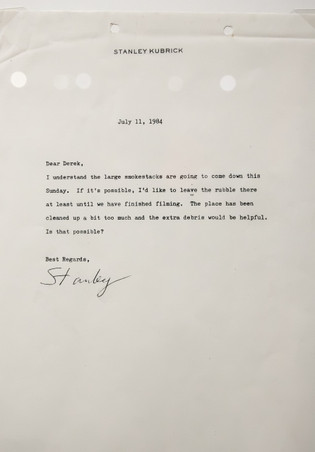 STANLEY KUBRICK
July 11, 1984
Dear Derek,
I understand the large smokestacks are going to come down this
Sunday. If it's possible, I'd like to leave the rubble there
at least until we have finished filming. The place has been
cleaned up a bit too much and the extra debris would be helpful.
Is that possible?
Best Regards,
Stanley